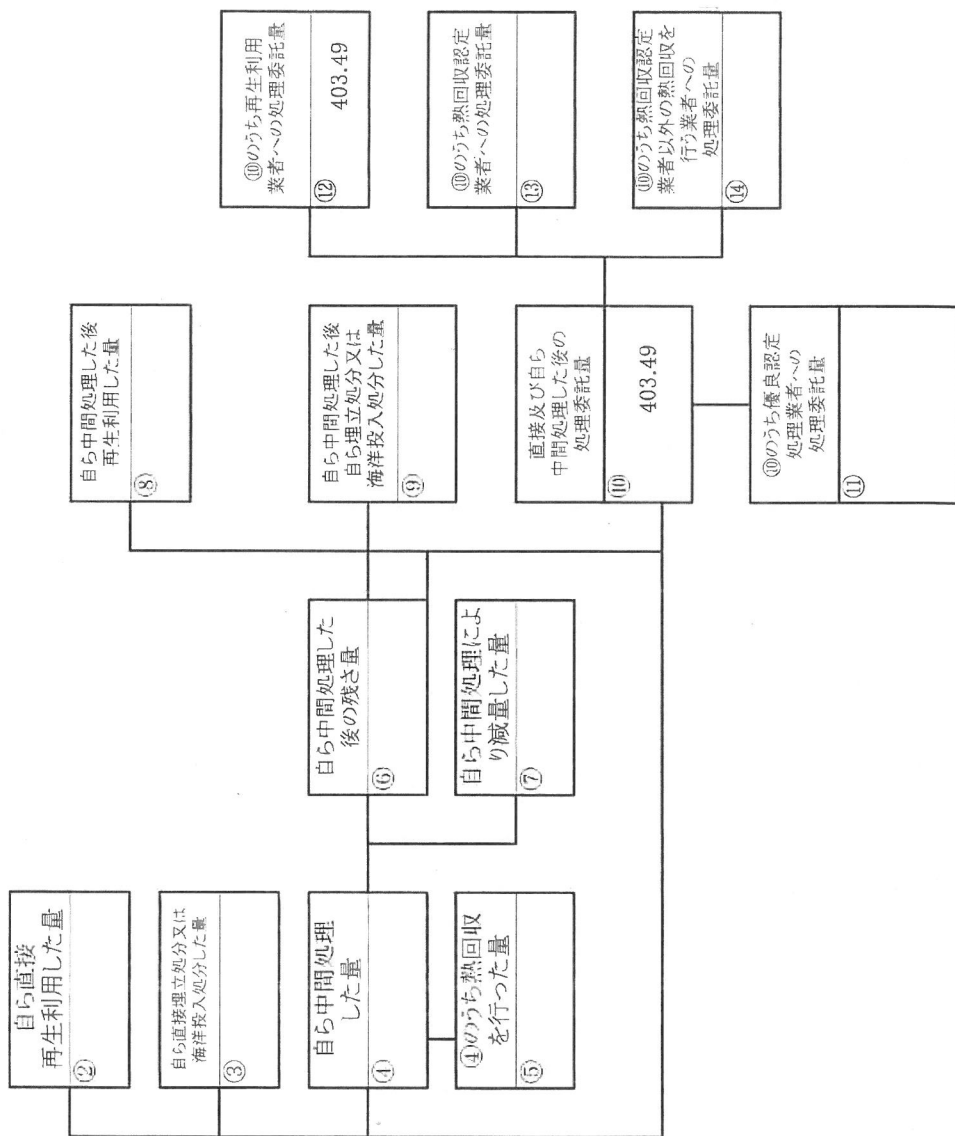 自ら直接
再生利用した量
②
自ら直接埋立処分又は
海洋投入処分した量
③
自ら中間処理
した量
④
④のうち熱回収
を行った量
⑤
自ら中間処理した
後の残さ量
⑥
自ら中間処理によ
り減量した量
⑦
自ら中間処理した後
再生利用した量
⑧
自ら中間処理した後
自ら埋立処分又は
海洋投入処分した量
⑨
直接及び自ら
中間処理した後の
処理委託量
⑩
403.49
⑩のうち優良認定
処理業者への
処理委託量
⑪
⑩のうち再生利用
業者への処理委託量
⑫
403.49
⑩のうち熱回収認定
業者への処理委託量
⑬
⑩のうち熱回収認定
業者以外の熱回収を
行う業者への
処理委託量
⑭